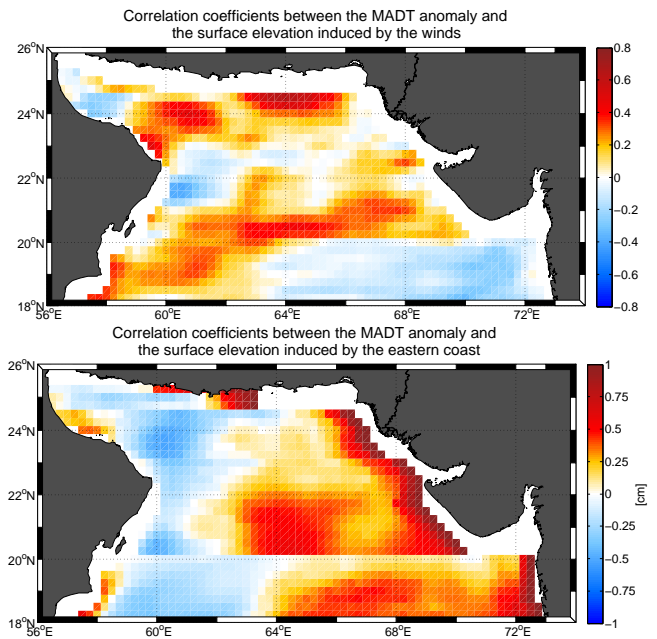 Correlation coefficients between the MADT anomaly and
the surface elevation induced by the winds
26°N
24°N
22°N
20°N
18°N
56°E 60°E 64°E 68°E 72°E
0.8
0.6
0.4
0.2
0
−0.2
−0.4
−0.6
−0.8
Correlation coefficients between the MADT anomaly and
the surface elevation induced by the eastern coast
26°N
24°N
22°N
20°N
18°N
56°E 60°E 64°E 68°E 72°E
1
0.75
0.5
0.25
0
−0.25
−0.5
−0.75
−1
[cm]